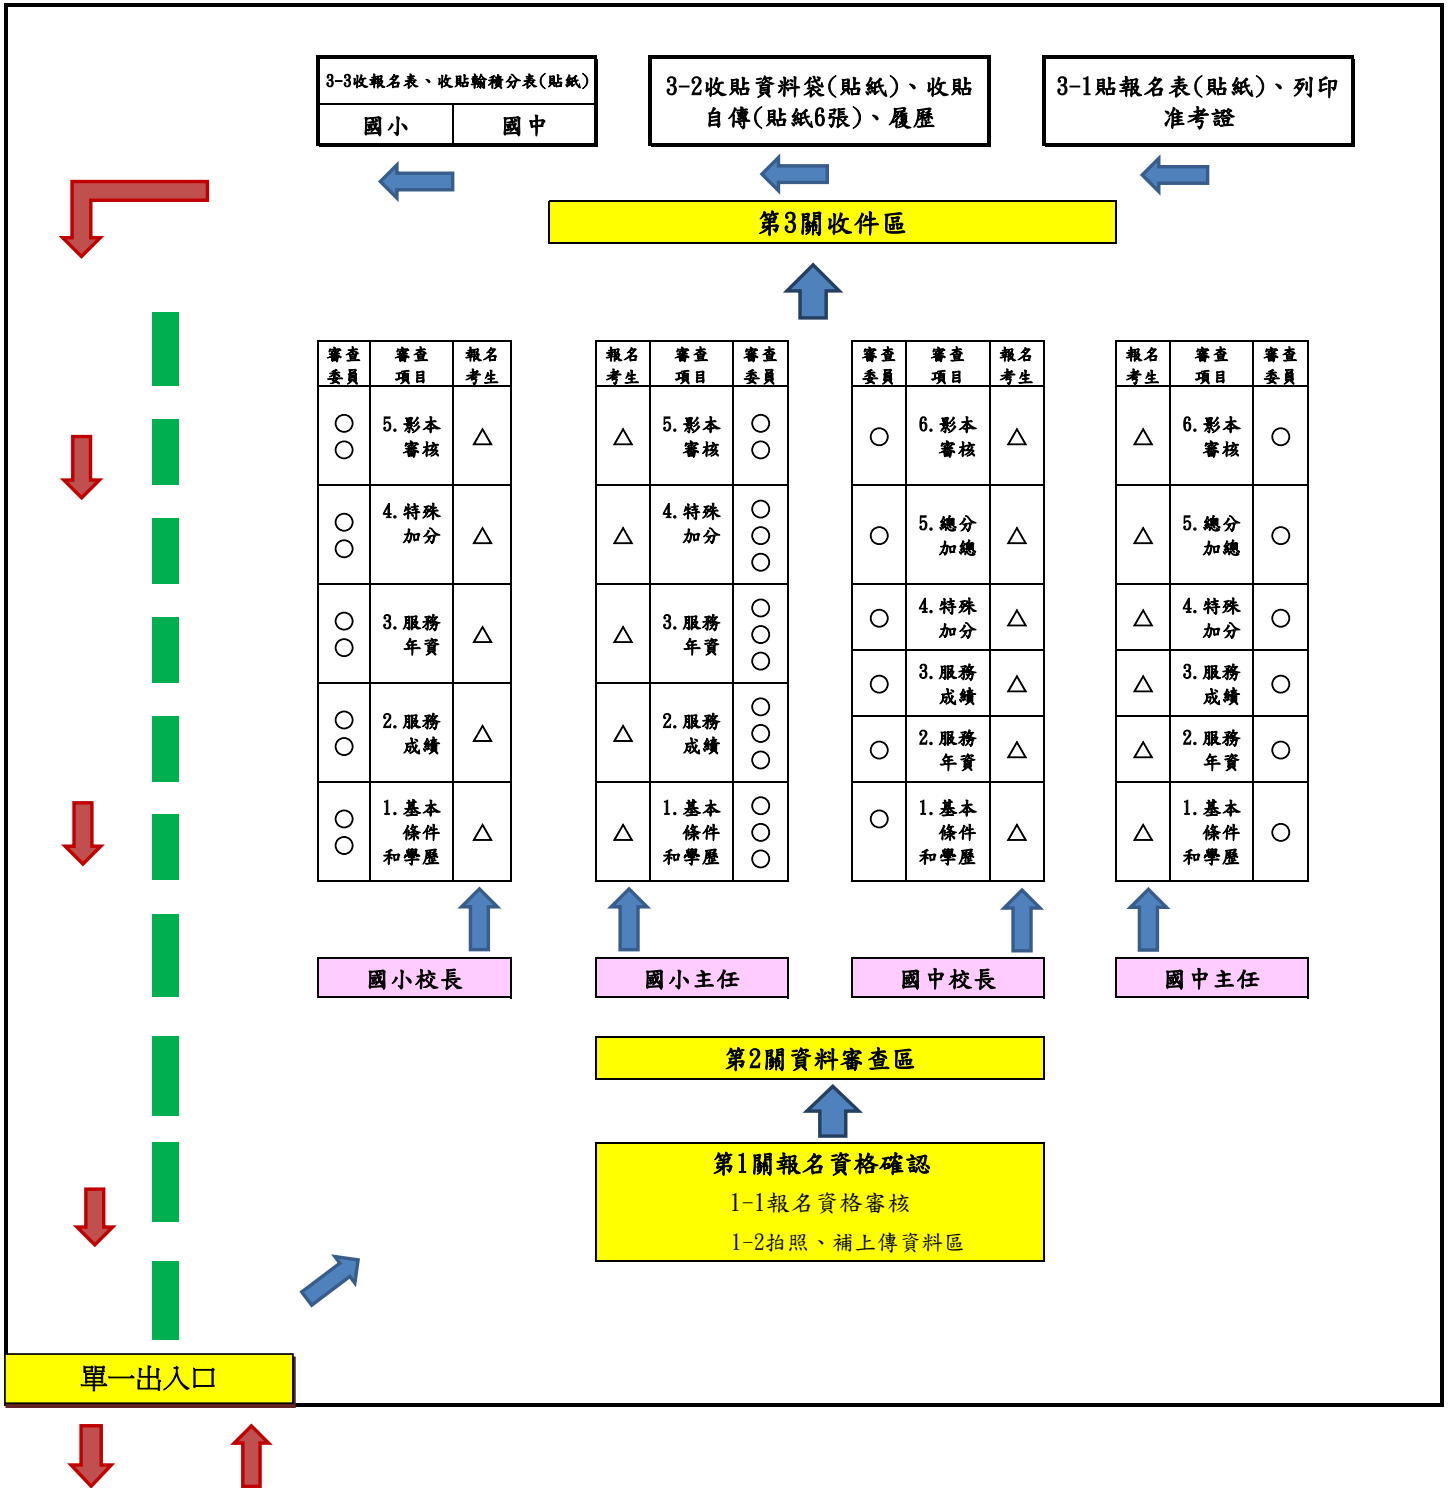 3-3收報名表、收貼輸積分表(貼紙)
國小
國中
3-2收貼資料袋(貼紙)、收貼
自傳(貼紙6張)、履歷
3-1貼報名表(貼紙)、列印
准考證
第3關收件區
審查
委員
審查
項目
報名
考生
○
○
5.影本
審核
△
○
○
4.特殊
加分
△
○
○
3.服務
年資
△
○
○
2.服務
成績
△
○
○
1.基本
條件
和學歷
△
報名
考生
審查
項目
審查
委員
△
5.影本
審核
○
○
△
4.特殊
加分
○
○
○
△
3.服務
年資
○
○
○
△
2.服務
成績
○
○
○
△
1.基本
條件
和學歷
○
○
○
審查
委員
審查
項目
報名
考生
○
6.影本
審核
△
○
5.總分
加總
△
○
4.特殊
加分
△
○
3.服務
成績
△
○
2.服務
年資
△
○
1.基本
條件
和學歷
△
報名
考生
審查
項目
審查
委員
△
6.影本
審核
○
△
5.總分
加總
○
△
4.特殊
加分
○
△
3.服務
成績
○
△
2.服務
年資
○
△
1.基本
條件
和學歷
○
國小校長
國小主任
國中校長
國中主任
第2關資料審查區
第1關報名資格確認
1-1報名資格審核
1-2拍照、補上傳資料區
單一出入口